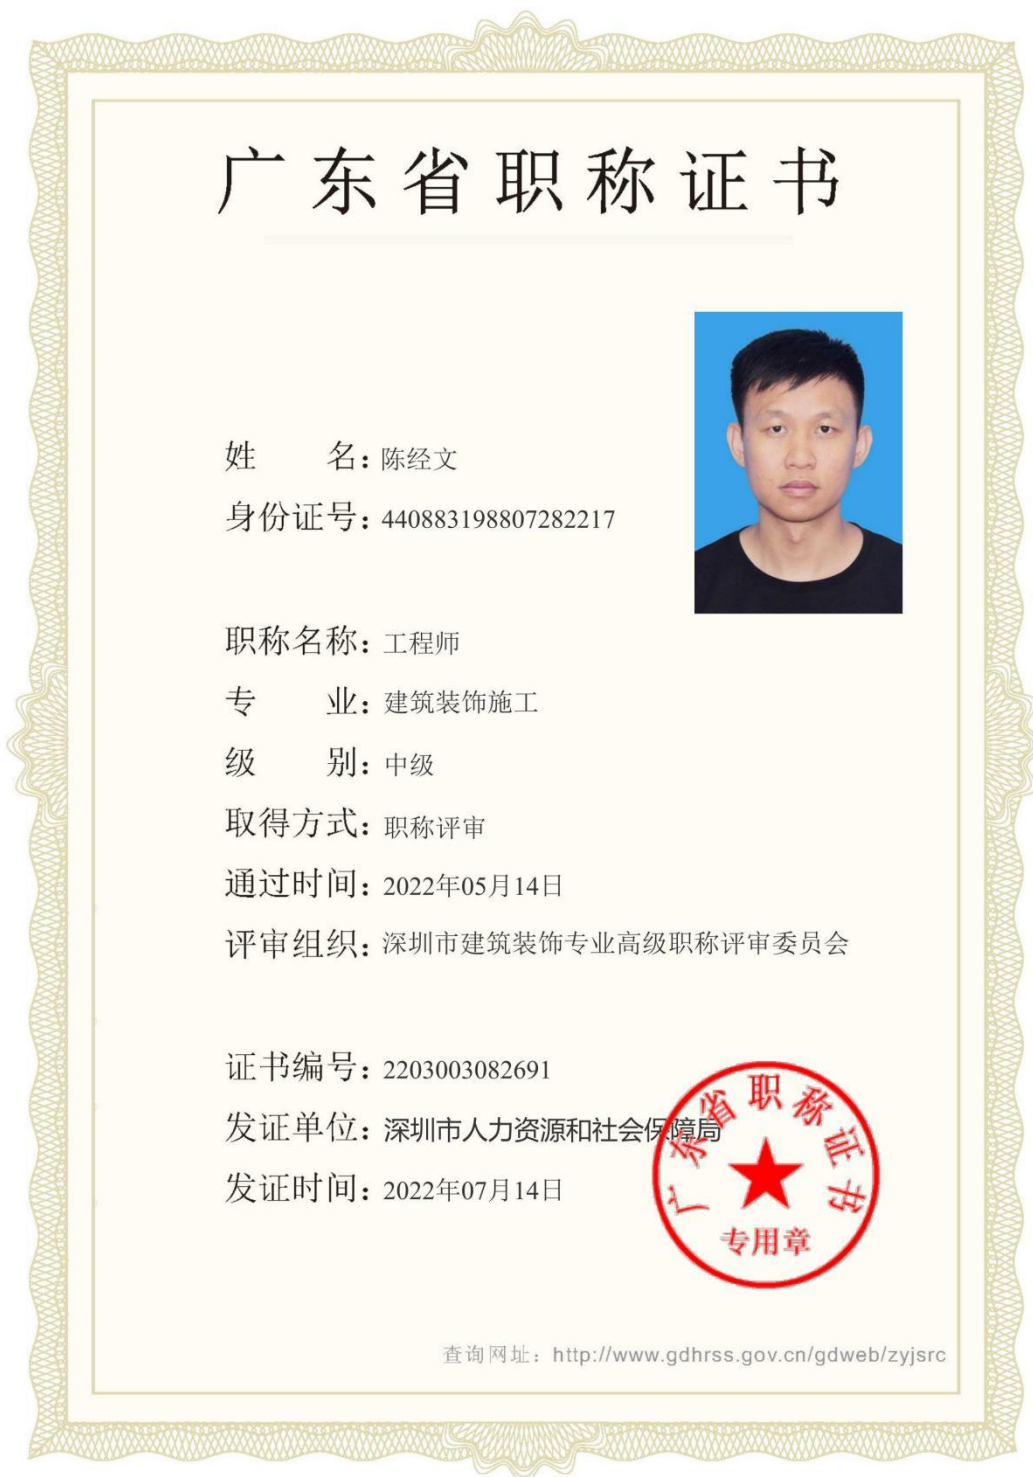 广东省职称证书
姓 名：陈经文
身份证号：440883198807282217
职称名称：工程师
专 业：建筑装饰施工
级 别：中级
取得方式：职称评审
通过时间：2022年05月14日
评审组织：深圳市建筑装饰专业高级职称评审委员会
证书编号：2203003082691
发证单位：深圳市人力资源和社会保障局
发证时间：2022年07月14日
广东省职称证书
专用章
查询网址：http://www.gdhrss.gov.cn/gdweb/zyjsrc